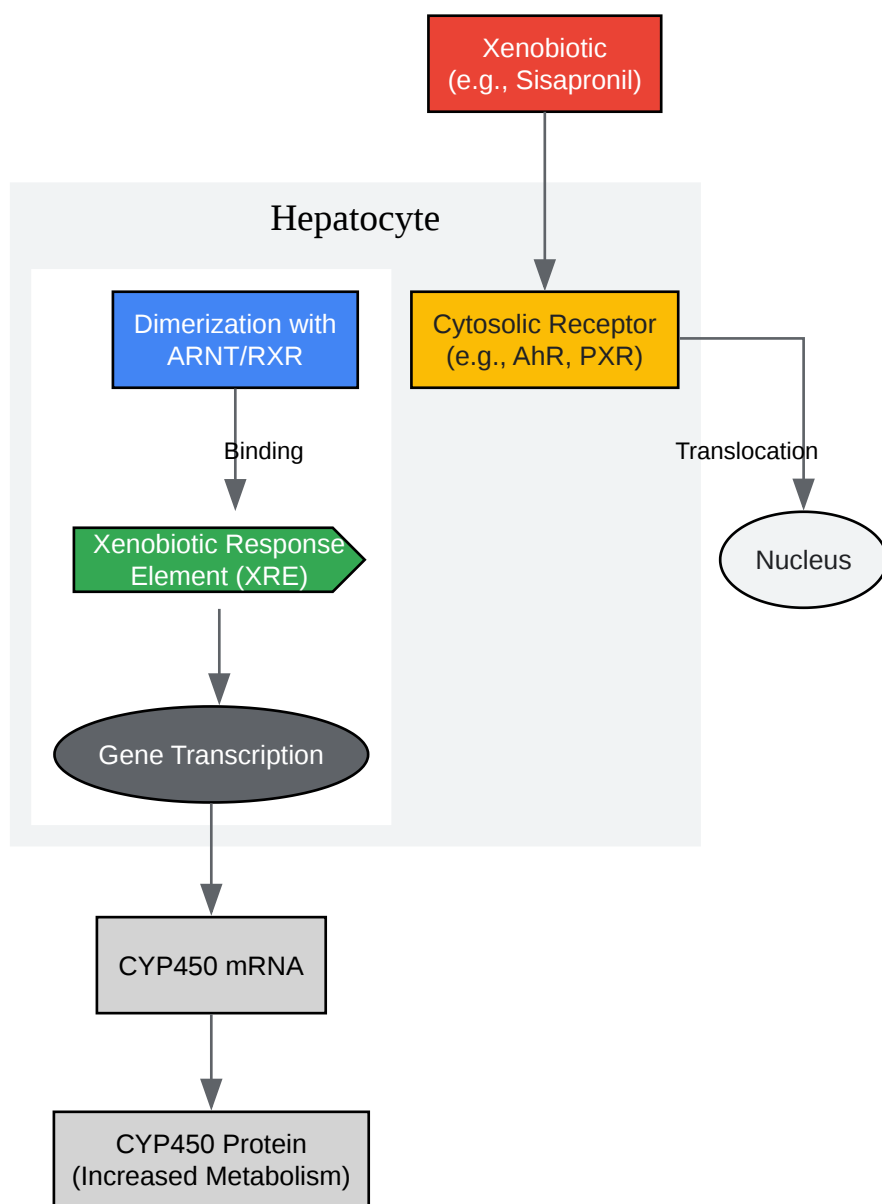 Xenobiotic
(e.g., Sisapronil)
Hepatocyte
Dimerization with
ARNT/RXR
Cytosolic Receptor
(e.g., AhR, PXR)
Binding
Translocation
Xenobiotic Response
Element (XRE)
Nucleus
Gene Transcription
CYP450 mRNA
CYP450 Protein
(Increased Metabolism)